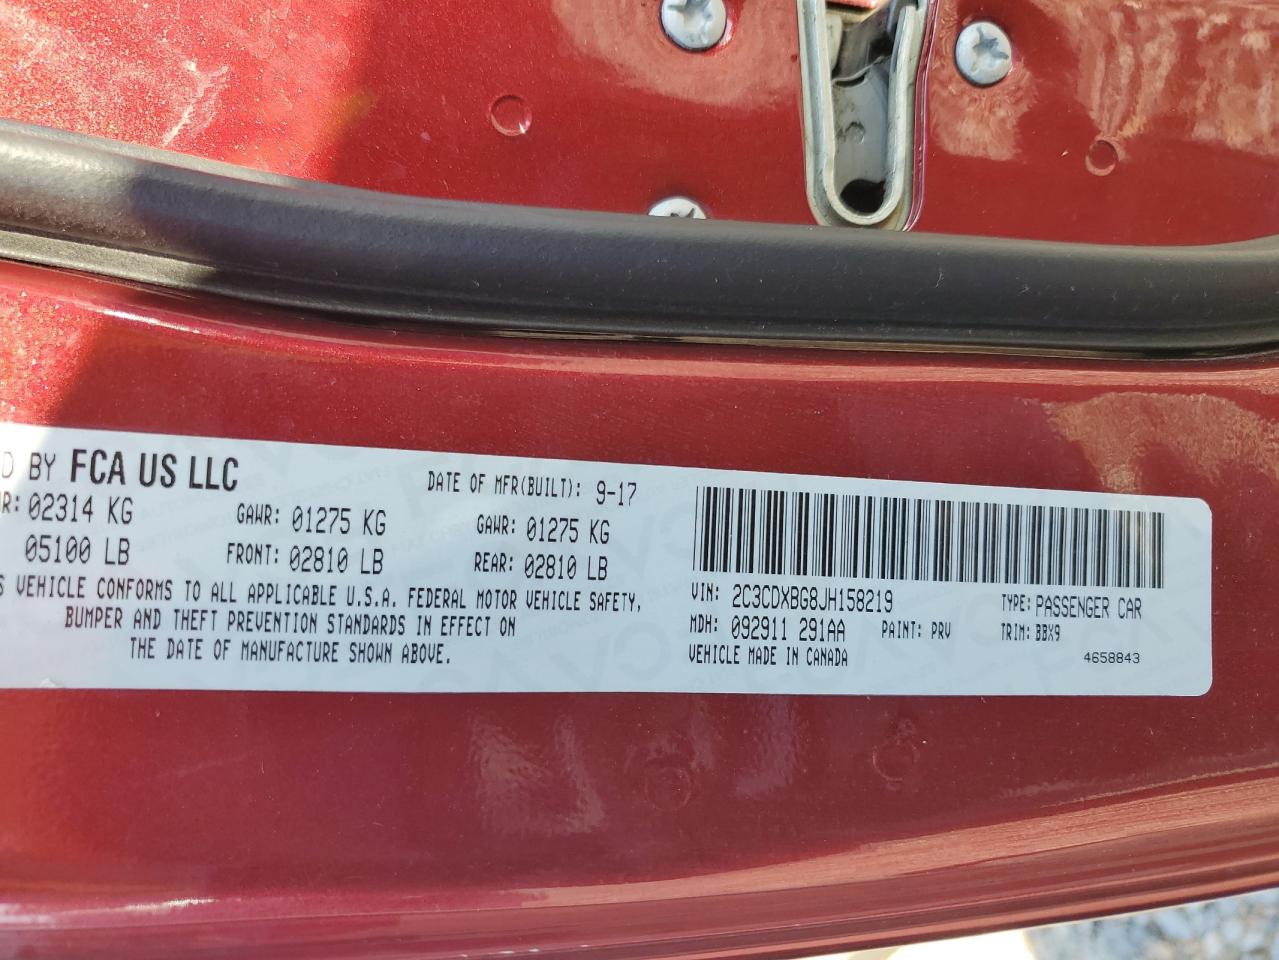 D BY FCA US LLC
DATE OF MFR(BUILT): 9-17
R: 02314 KG GAWR: 01275 KG GAWR: 01275 KG
05100 LB FRONT: 02810 LB REAR: 02810 LB
S VEHICLE CONFORMS TO ALL APPLICABLE U.S.A. FEDERAL MOTOR VEHICLE SAFETY,
BUMPER AND THEFT PREVENTION STANDARDS IN EFFECT ON
THE DATE OF MANUFACTURE SHOWN ABOVE.
VIN: 2C3CDXBG8JH158219 TYPE: PASSENGER CAR
MDH: 092911 291AA PAINT: PRV TRIM: BBX9
VEHICLE MADE IN CANADA 4658843